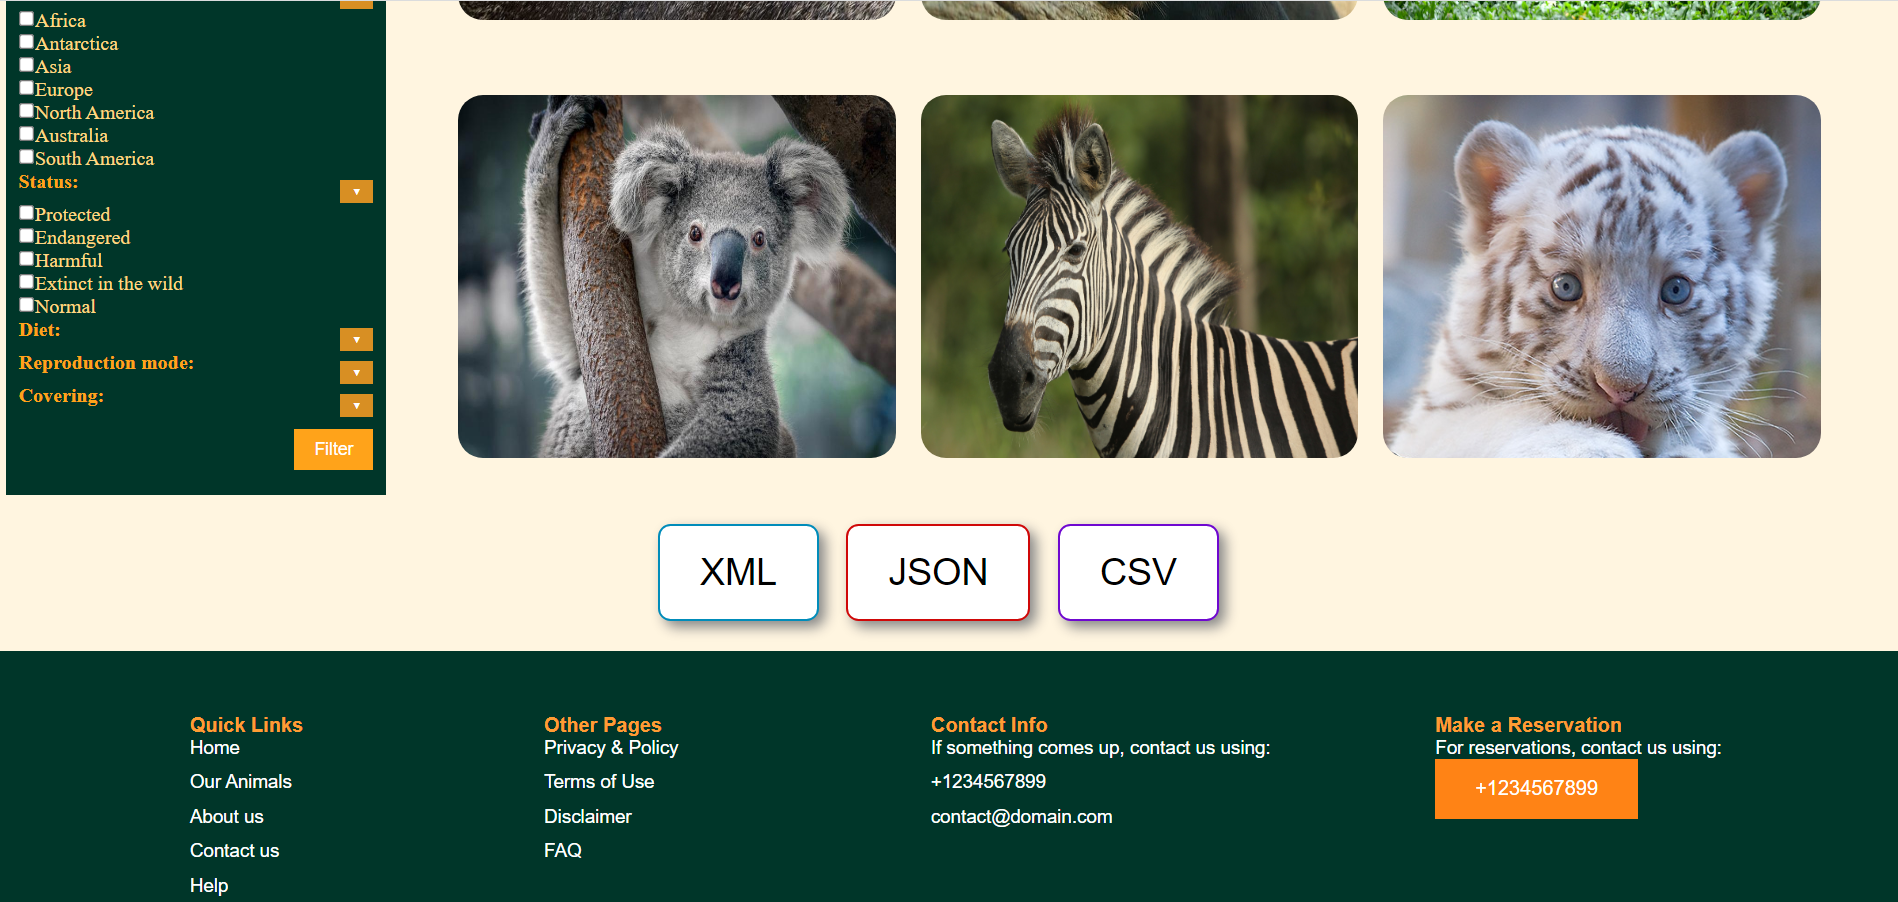 Africa
Antarctica
Asia
Europe
North America
Australia
South America
Status:
Protected
Endangered
Harmful
Extinct in the wild
Normal
Diet:
Reproduction mode:
Covering:
Filter
XML JSON CSV
Quick Links
Home
Our Animals
About us
Contact us
Help
Other Pages
Privacy & Policy
Terms of Use
Disclaimer
FAQ
Contact Info
If something comes up, contact us using:
+1234567899
contact@domain.com
Make a Reservation
For reservations, contact us using:
+1234567899